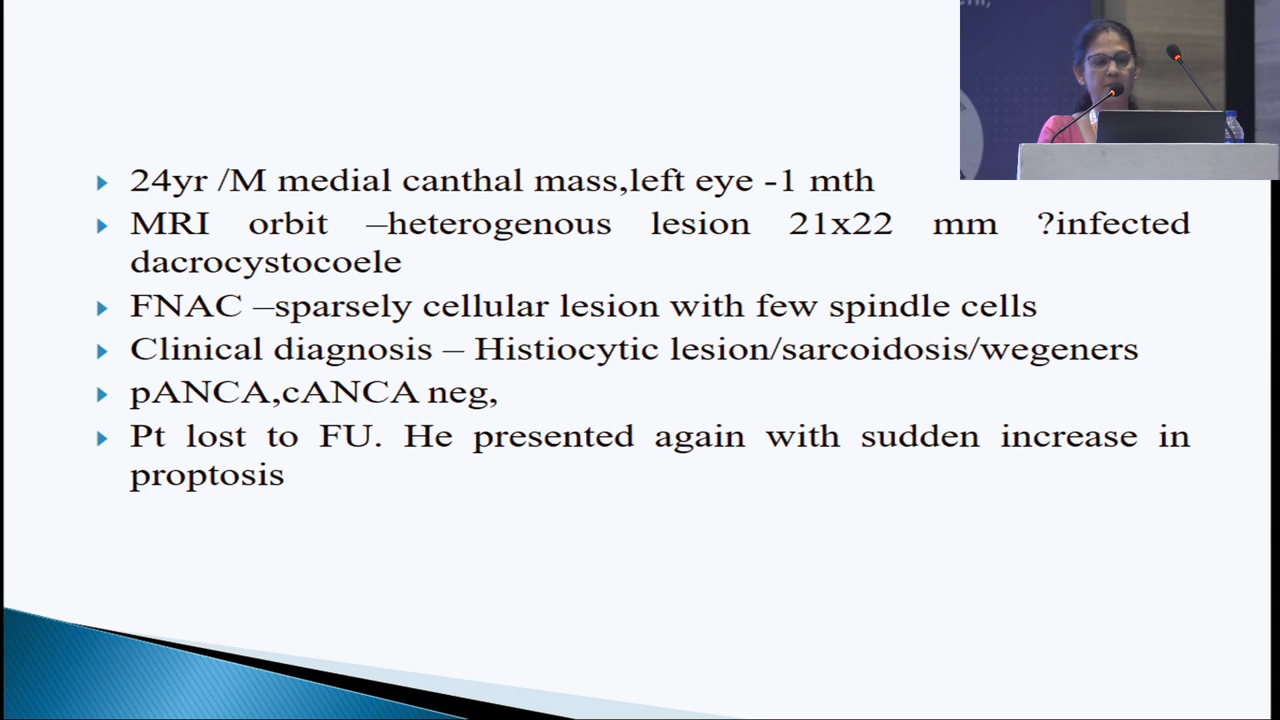 24yr /M medial canthal mass,left eye -1 mth
MRI orbit –heterogenous lesion 21x22 mm ?infected
dacrocystocoele
FNAC –sparsely cellular lesion with few spindle cells
Clinical diagnosis – Histiocytic lesion/sarcoidosis/wegeners
pANCA,cANCA neg,
Pt lost to FU. He presented again with sudden increase in
proptosis